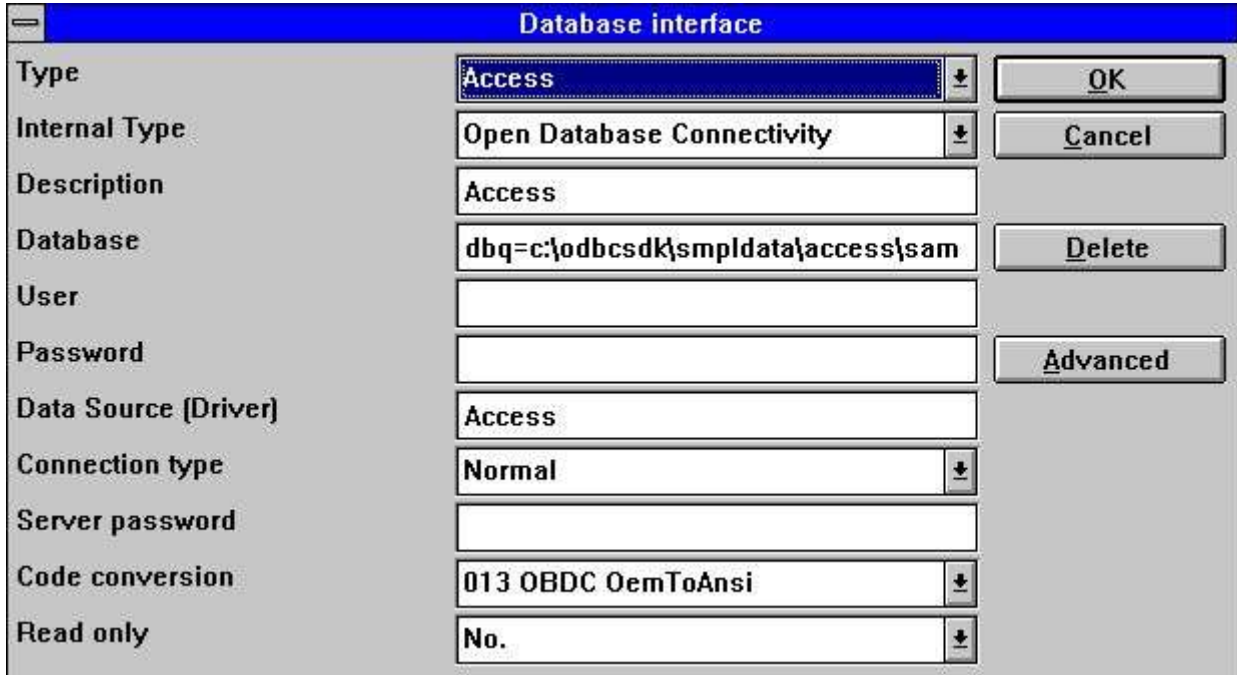 Database interface
Type Access OK
Internal Type Open Database Connectivity Cancel
Description Access
Database dbq=c:\odbcsdk\smpldata\access\sam Delete
User
Password Advanced
Data Source (Driver) Access
Connection type Normal
Server password
Code conversion 013 OBDC OemToAnsi
Read only No.